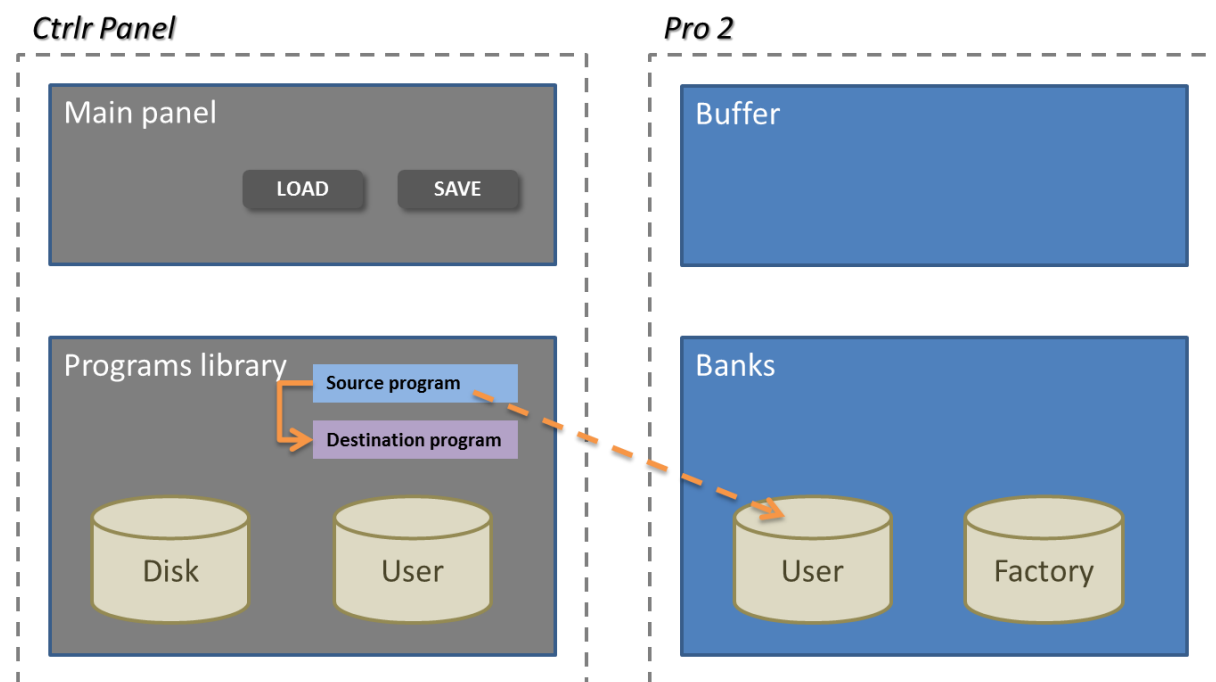 Ctrlr Panel
Pro 2
Main panel
LOAD
SAVE
Buffer
Programs library
Source program
Destination program
Banks
Disk
User
User
Factory